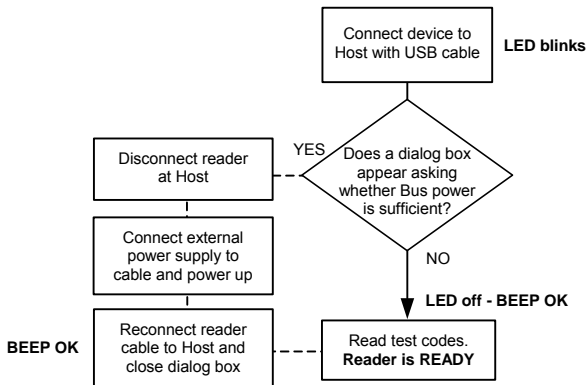 Connect device to
Host with USB cable
LED blinks
YES
Does a dialog box
appear asking
whether Bus power
is sufficient?
Disconnect reader
at Host
Connect external
power supply to
cable and power up
NO
LED off - BEEP OK
BEEP OK
Reconnect reader
cable to Host and
close dialog box
Read test codes.
Reader is READY